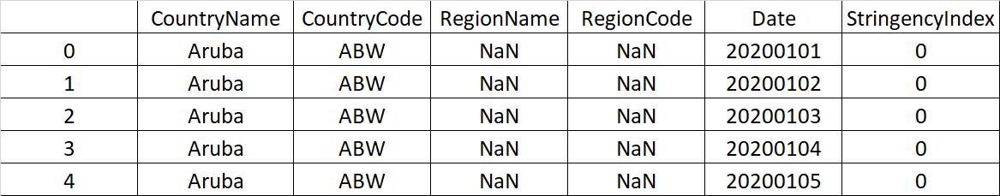 CountryName CountryCode RegionName RegionCode Date StringencyIndex
0 Aruba ABW NaN NaN 20200101 0
1 Aruba ABW NaN NaN 20200102 0
2 Aruba ABW NaN NaN 20200103 0
3 Aruba ABW NaN NaN 20200104 0
4 Aruba ABW NaN NaN 20200105 0